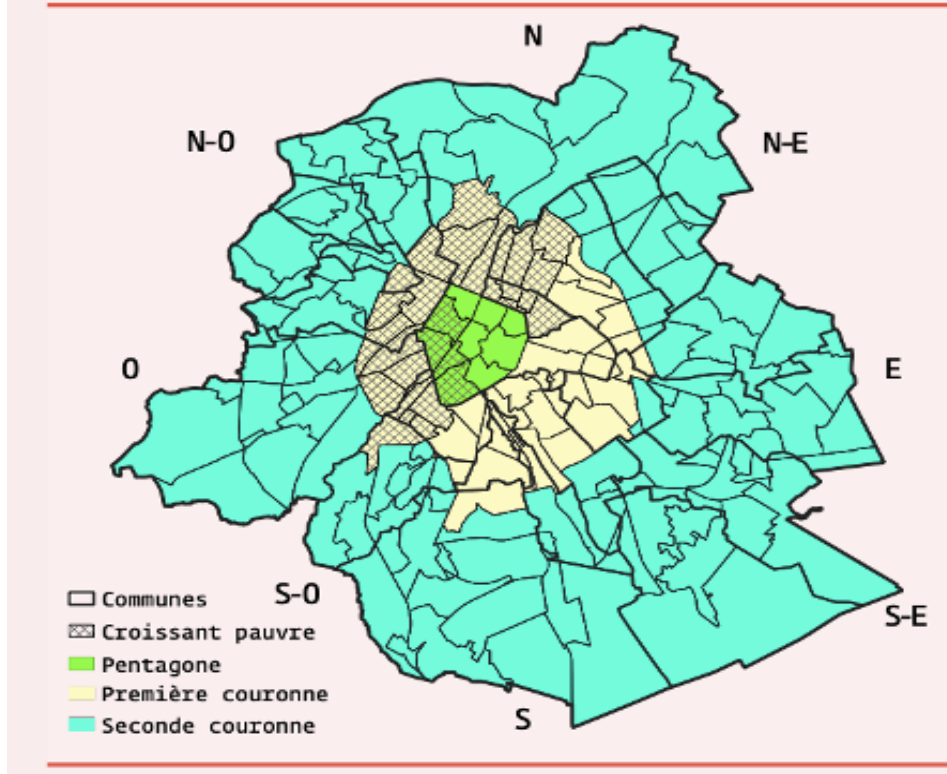 N
N-O
N-E
O
E
S-O
S-E
S
Communes
Croissant pauvre
Pentagone
Première couronne
Seconde couronne